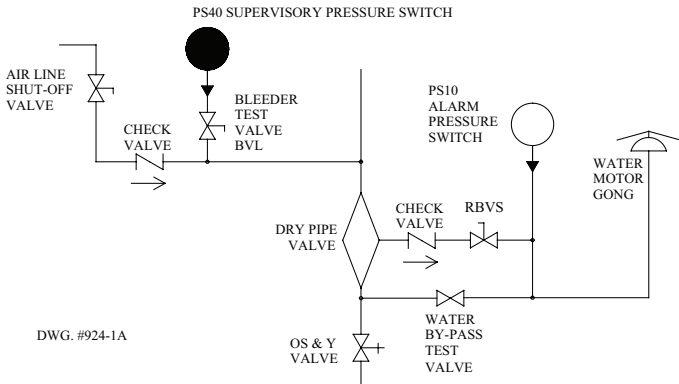 PS40 SUPERVISORY PRESSURE SWITCH
AIR LINE
SHUT-OFF
VALVE
BLEEDER
TEST
VALVE
BVL
CHECK
VALVE
PS10
ALARM
PRESSURE
SWITCH
WATER
MOTOR
GONG
DRY PIPE
VALVE
CHECK
VALVE
RBVS
DWG. #924-1A
OS & Y
VALVE
WATER
BY-PASS
TEST
VALVE